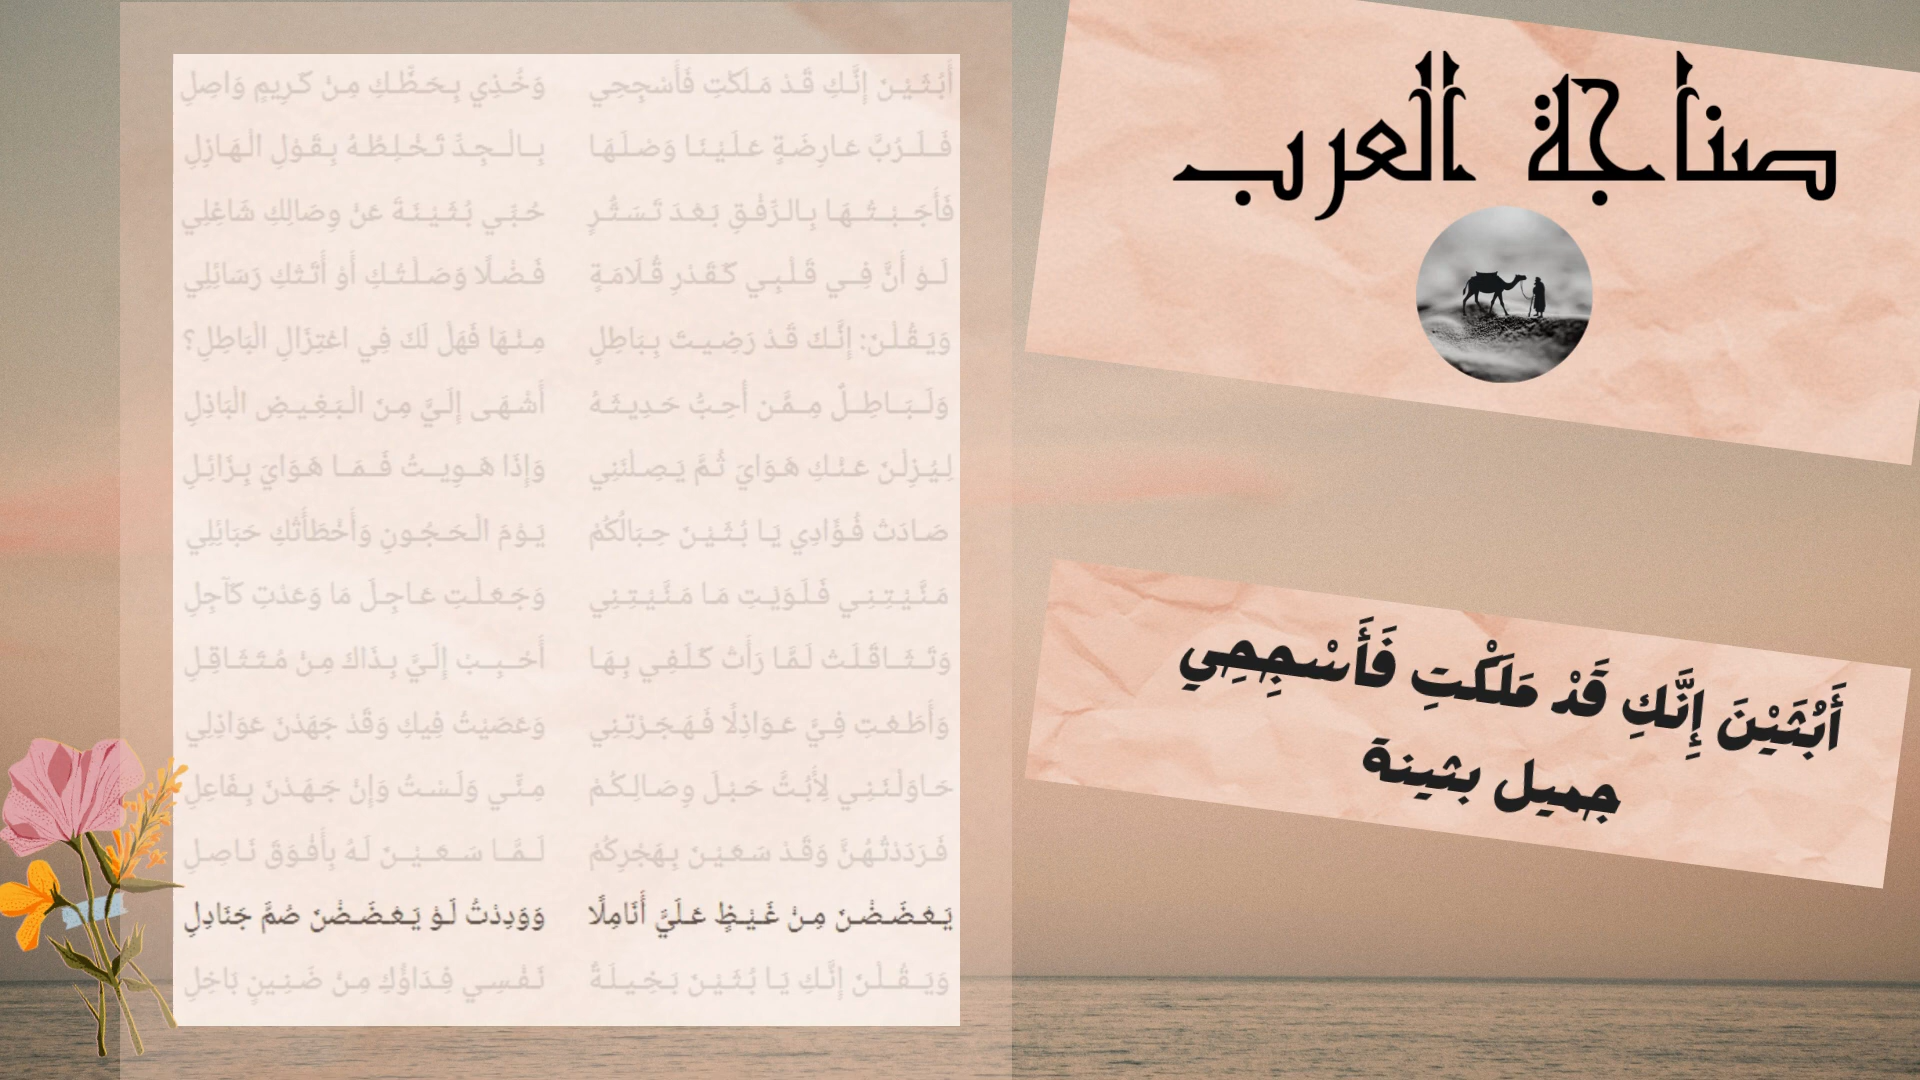 صناجة العرب
أَبُثَيْنَ إِنَّكِ قَدْ مَلَكْتِ فَأَسْجِحِي
جميل بثينة
أَبُثَيْنَ إِنَّكِ قَدْ مَلَكْتِ فَأَسْجِحِي وَخُذِي بِحَظِّكِ مِنْ كَرِيمٍ وَاصِلِ
فَلَرُبَّ عَارِضَةٍ عَلَيْنَا وَصْلَهَا بِالْجِدِّ تَخْلِطُهُ بِقَوْلِ الْهَازِلِ
فَأَجَبْتُهَا بِالرِّفْقِ بَعْدَ تَسَتُّرٍ حُبِّي بُثَيْنَةَ عَنْ وِصَالِكِ شَاغِلِي
لَوْ أَنَّ فِي قَلْبِي كَقَدْرِ قُلَامَةٍ فَضْلًا وَصَلْتُكِ أَوْ أَتَتْكِ رَسَائِلِي
وَيَقُلْنَ: إِنَّكَ قَدْ رَضِيتَ بِبَاطِلٍ مِنْهَا فَهَلْ لَكَ فِي اعْتِزَالِ الْبَاطِلِ؟
وَلَبَاطِلٌ مِمَّن أُحِبُّ حَدِيثَهُ أَشْهَى إِلَيَّ مِنَ الْبَغِيضِ الْبَاذِلِ
لِيُزِلْنَ عَنْكِ هَوَايَ ثُمَّ يَصِلْنَنِي وَإِذَا هَوِيتُ فَمَا هَوَايَ بِزَائِلِ
صَادَتْ فُؤَادِي يَا بُثَيْنَ حِبَالُكُمْ يَوْمَ الْحَجُونِ وَأَخْطَأَتْكِ حَبَائِلِي
مَنَّيْتِنِي فَلَوَيْتِ مَا مَنَّيْتِنِي وَجَعَلْتِ عَاجِلَ مَا وَعَدْتِ كَآجِلِ
وَتَثَاقَلَتْ لَمَّا رَأَتْ كَلَفِي بِهَا أَحْبِبْ إِلَيَّ بِذَاكَ مِنْ مُتَثَاقِلِ
وَأَطَعْتِ فِيَّ عَوَاذِلًا فَهَجَرْتِنِي وَعَصَيْتُ فِيكِ وَقَدْ جَهَدْنَ عَوَاذِلِي
حَاوَلْنَنِي لِأَبُتَّ حَبْلَ وِصَالِكُمْ مِنِّي وَلَسْتُ وَإِنْ جَهَدْنَ بِفَاعِلِ
فَرَدَدْتُهُنَّ وَقَدْ سَعَيْنَ بِهَجْرِكُمْ لَمَّا سَعَيْنَ لَهُ بِأَفْوَقَ نَاصِلِ
يَعْضَضْنَ مِنْ غَيْظٍ عَلَيَّ أَنَامِلًا وَوَدِدْتُ لَوْ يَعْضَضْنَ صُمَّ جَنَادِلِ
وَيَقُلْنَ إِنَّكِ يَا بُثَيْنَ بَخِيلَةٌ نَفْسِي فِدَاؤُكِ مِنْ ضَنِينٍ بَاخِلِ